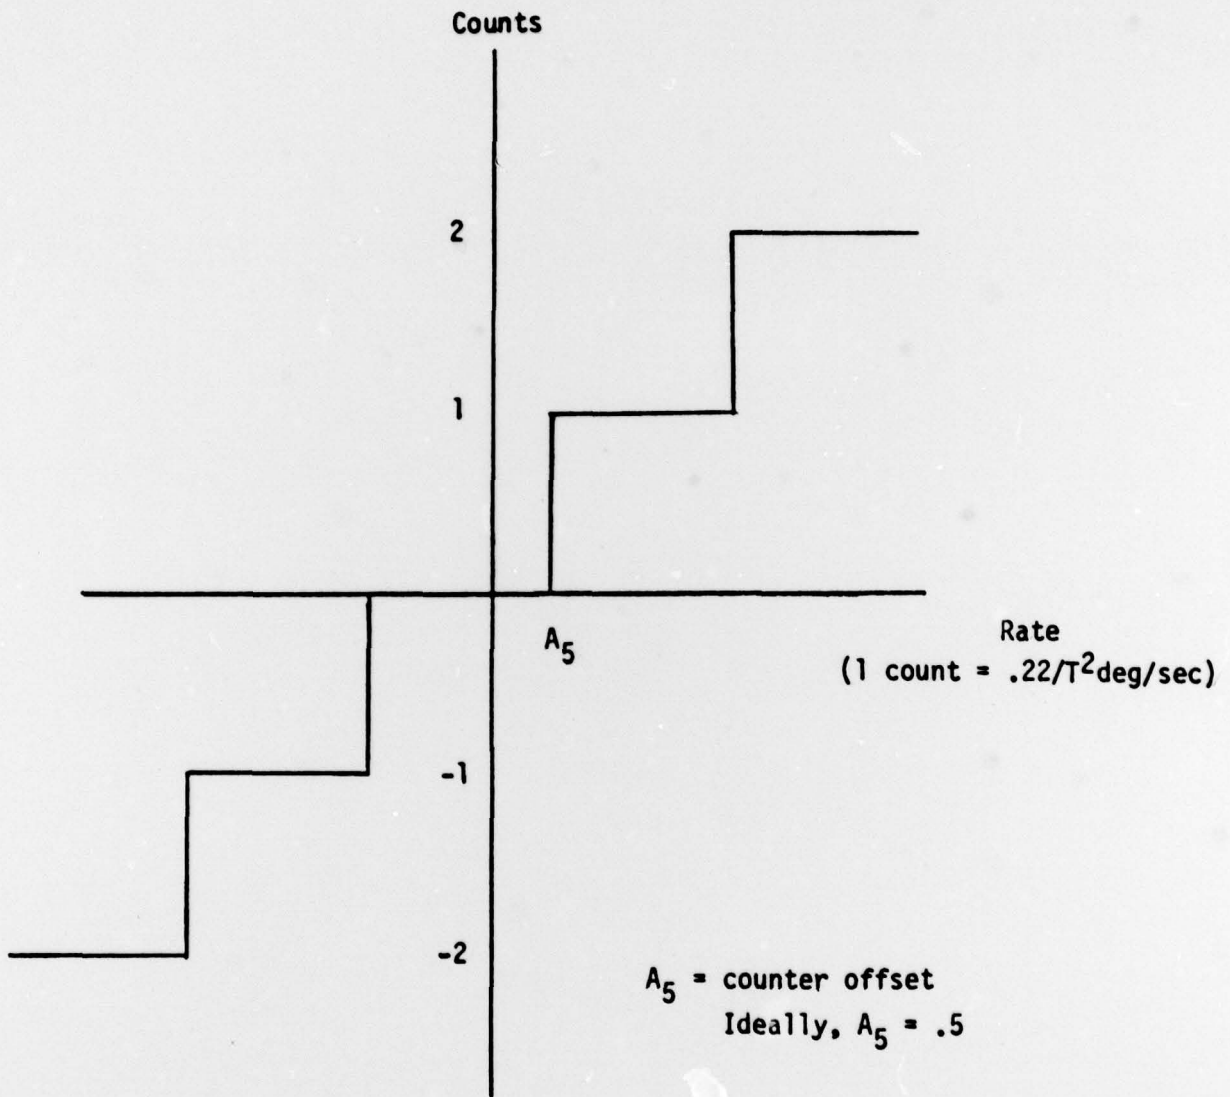 Counts
2
1
A5
Rate
(1 count = .22/T²deg/sec)
-1
-2
A5 = counter offset
Ideally, A5 = .5